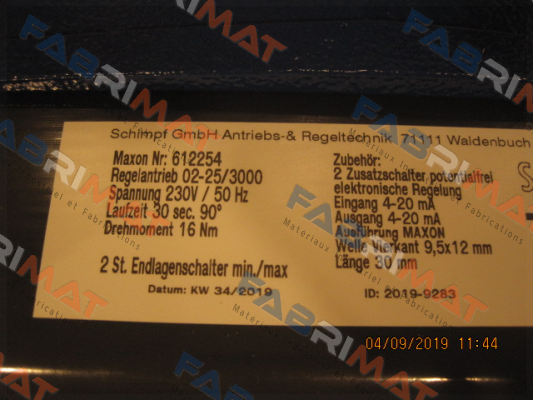 Schimpf GmbH Antriebs-& Regeltechnik 71111 Waldenbuch
Maxon Nr: 612254
Regelantrieb 02-25/3000
Spannung 230V / 50 Hz
Laufzeit 30 sec. 90°
Drehmoment 16 Nm
2 St. Endlagenschalter min./max
Datum: KW 34/2019
Zubehör:
2 Zusatzschalter potentialfrei
elektronische Regelung
Eingang 4-20 mA
Ausgang 4-20 mA
Ausführung MAXON
Welle Vierkant 9,5x12 mm
Länge 30 mm
ID: 2019-9283
04/09/2019 11:44
FABRIMAT
FABRIMAT
FABRIMAT
FABRIMAT